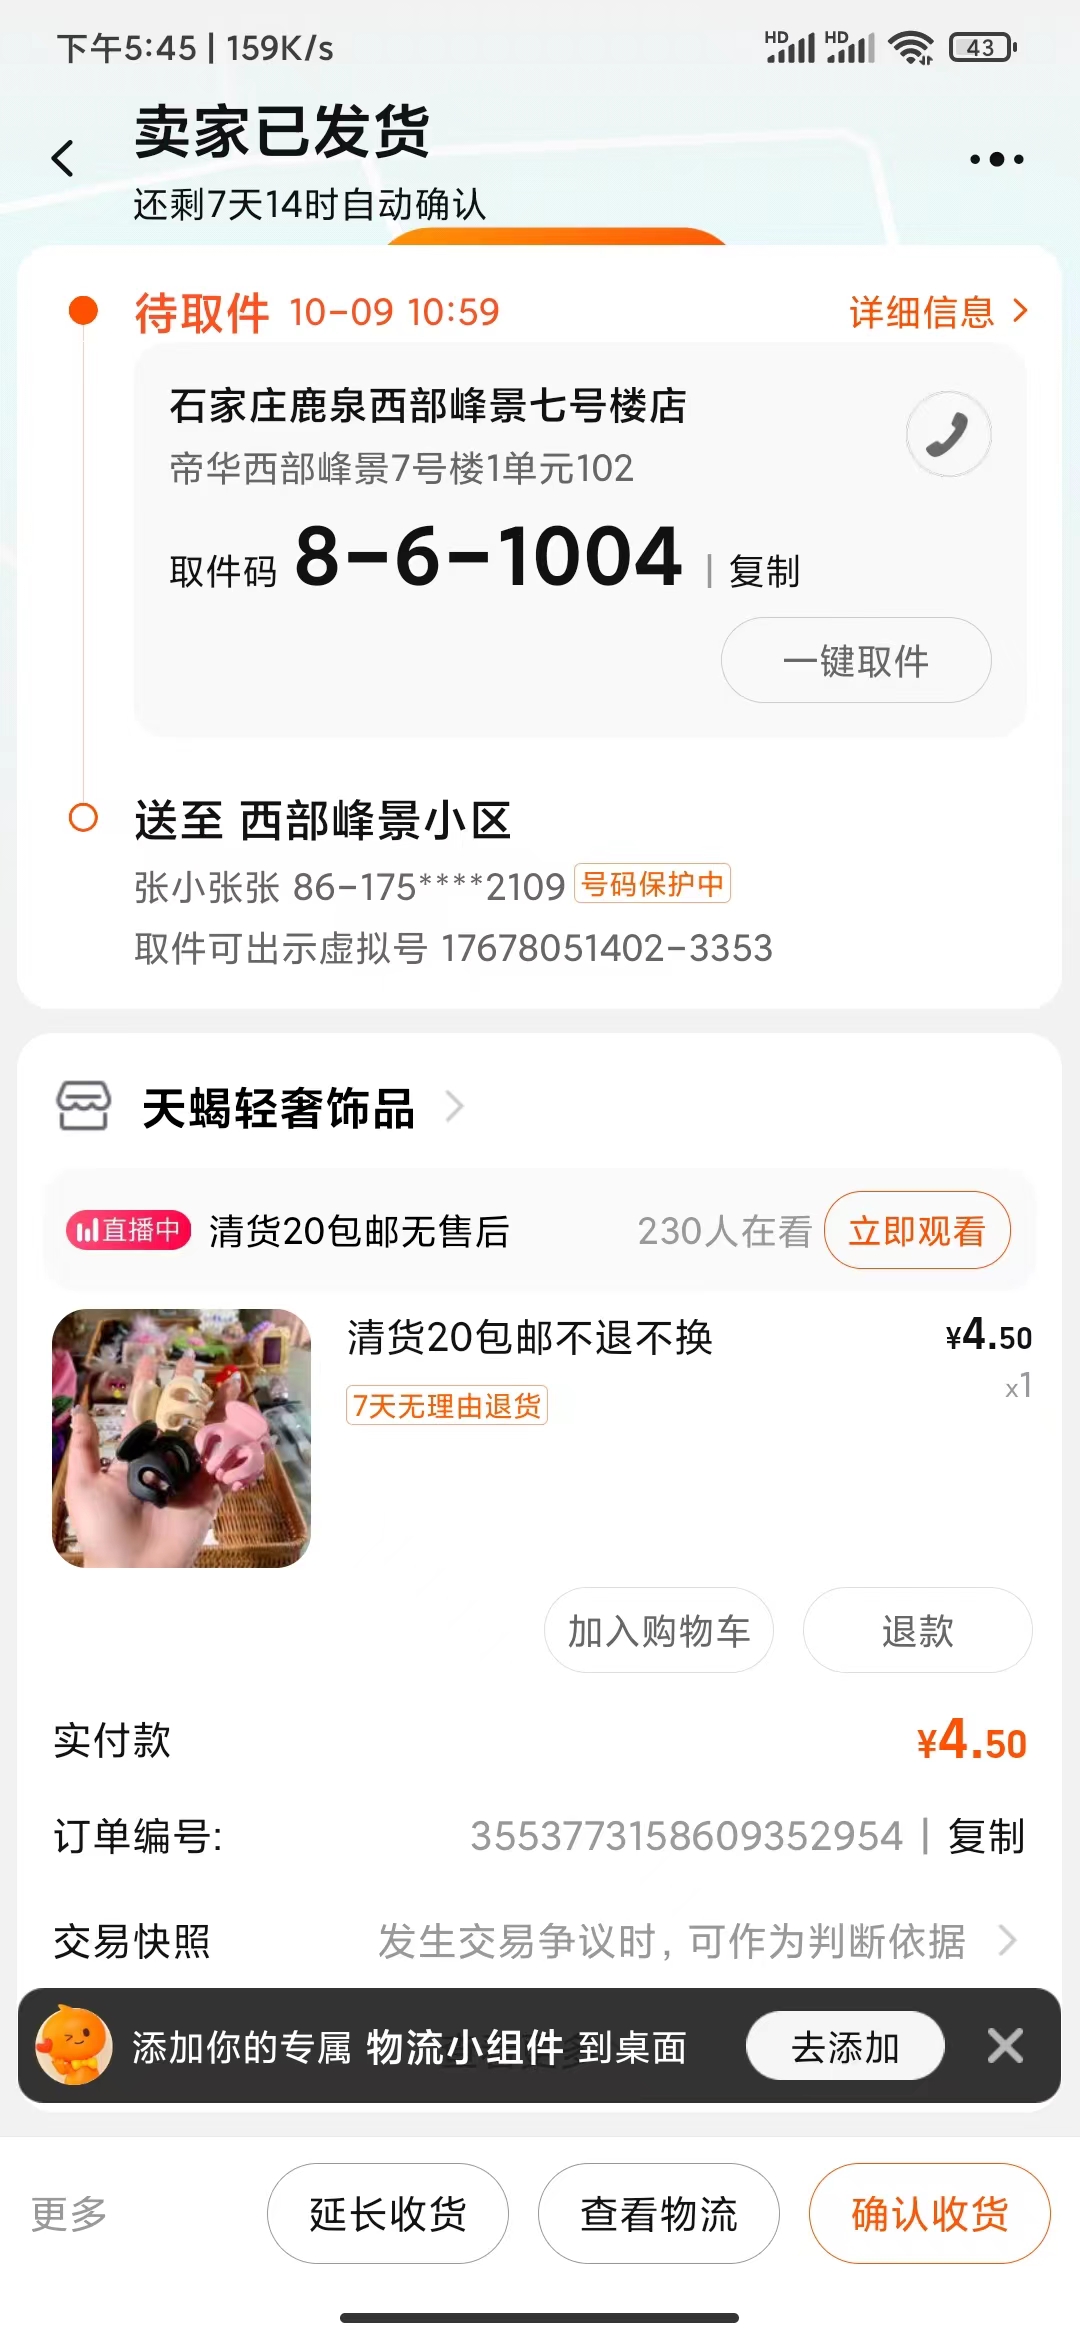 下午5:45 | 159K/s
HD HD 43
卖家已发货
还剩7天14时自动确认
待取件 10-09 10:59 详细信息
石家庄鹿泉西部峰景七号楼店
帝华西部峰景7号楼1单元102
取件码 8-6-1004 | 复制
一键取件
送至 西部峰景小区
张小张张 86-175****2109 号码保护中
取件可出示虚拟号 17678051402-3353
天蝎轻奢饰品
直播中 清货20包邮无售后 230人在看 立即观看
清货20包邮不退不换 ¥4.50
7天无理由退货 x1
加入购物车 退款
实付款 ¥4.50
订单编号: 3553773158609352954 | 复制
交易快照 发生交易争议时，可作为判断依据
添加你的专属 物流小组件 到桌面 去添加
更多 延长收货 查看物流 确认收货